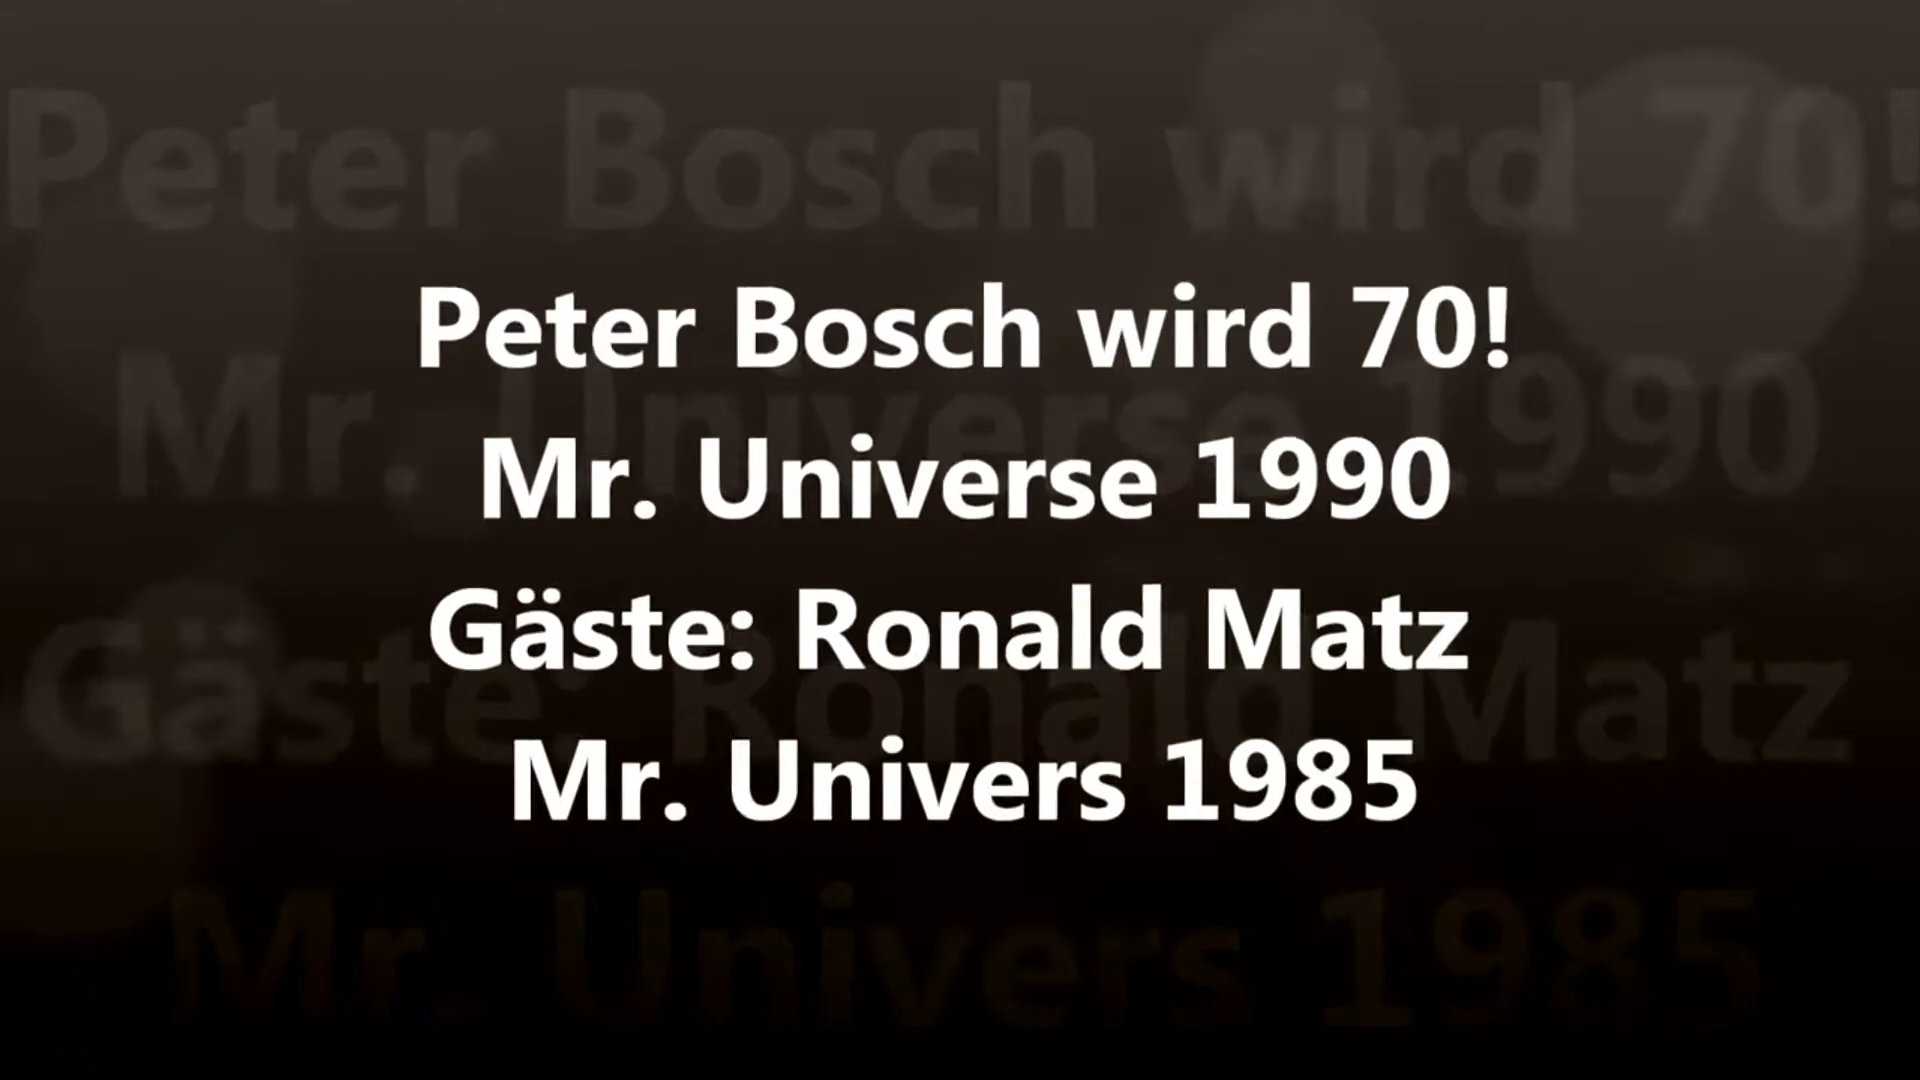 Peter Bosch wird 70!
Mr. Universe 1990
Gäste: Ronald Matz
Mr. Univers 1985